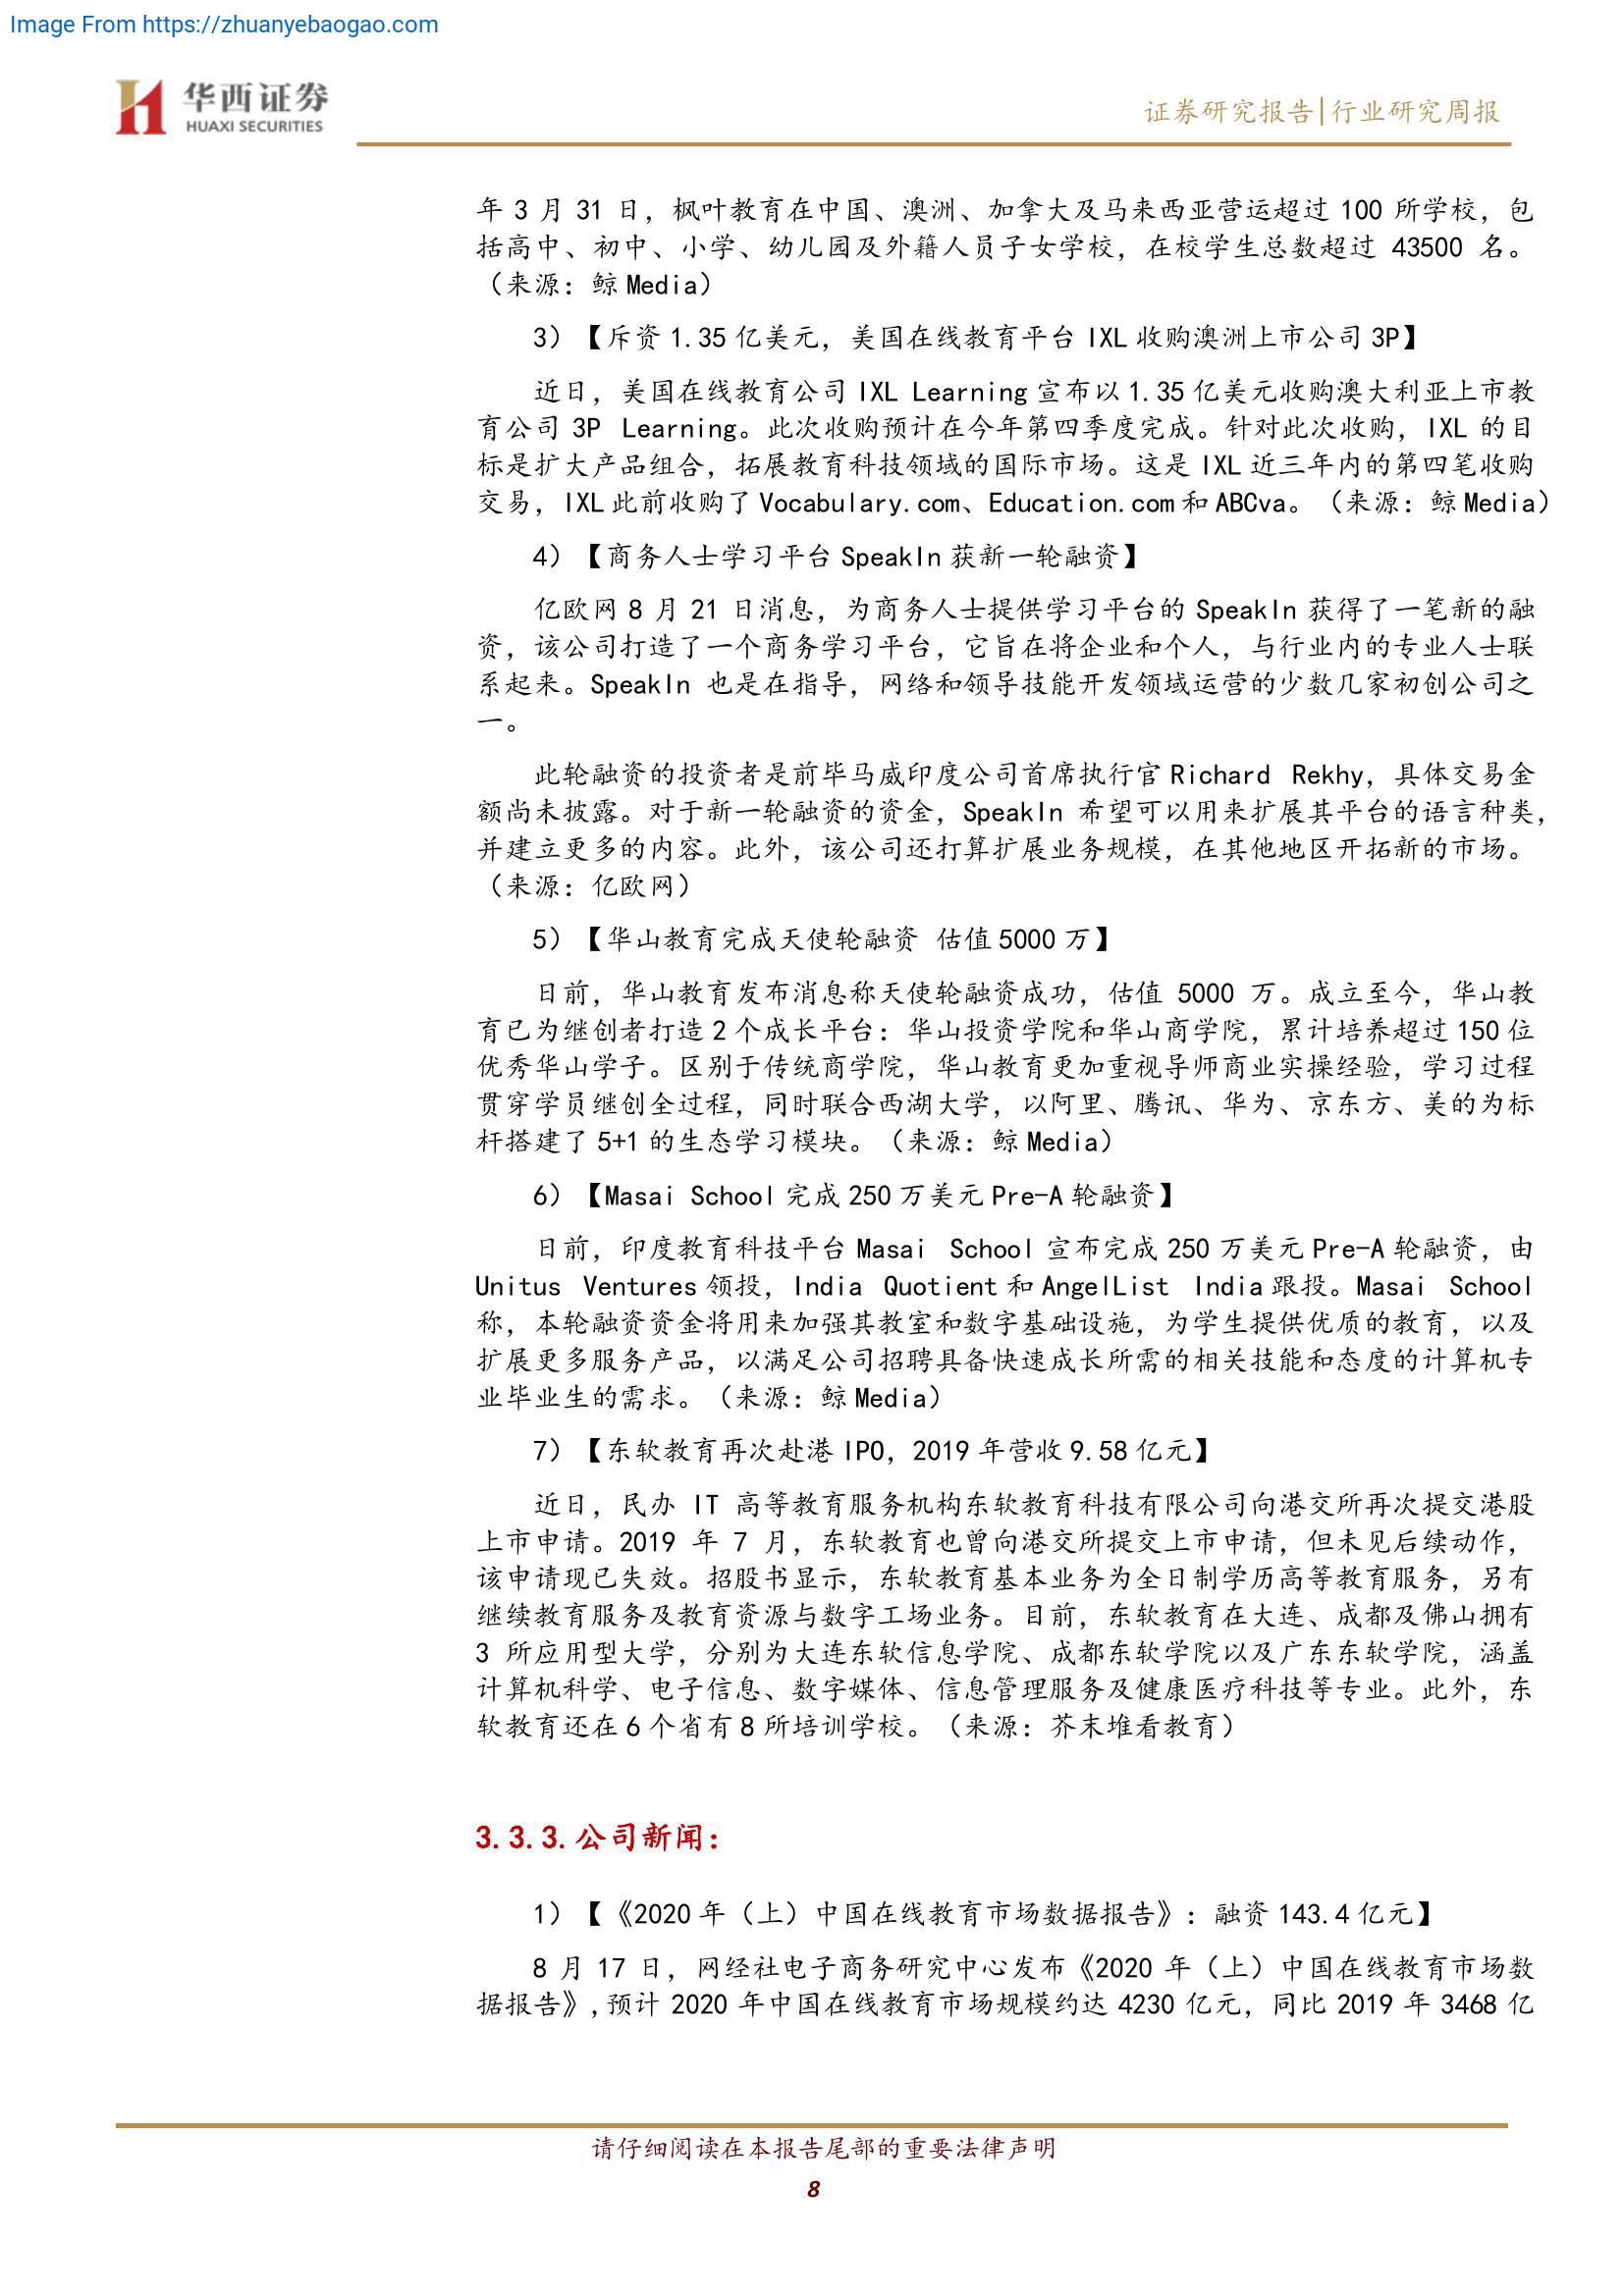 Image From https://zhuanyebaogao.com
华西证券
HUAXI SECURITIES
证券研究报告|行业研究周报
年 3 月 31 日，枫叶教育在中国、澳洲、加拿大及马来西亚营运超过 100 所学校，包
括高中、初中、小学、幼儿园及外籍人员子女学校，在校学生总数超过 43500 名。
（来源：鲸 Media）
3）【斥资 1.35 亿美元，美国在线教育平台 IXL 收购澳洲上市公司 3P】
近日，美国在线教育公司 IXL Learning 宣布以 1.35 亿美元收购澳大利亚上市教
育公司 3P Learning。此次收购预计在今年第四季度完成。针对此次收购，IXL 的目
标是扩大产品组合，拓展教育科技领域的国际市场。这是 IXL 近三年内的第四笔收购
交易，IXL 此前收购了 Vocabulary.com、Education.com 和 ABCva。（来源：鲸 Media）
4）【商务人士学习平台 SpeakIn 获新一轮融资】
亿欧网 8 月 21 日消息，为商务人士提供学习平台的 SpeakIn 获得了一笔新的融
资，该公司打造了一个商务学习平台，它旨在将企业和个人，与行业内的专业人士联
系起来。SpeakIn 也是在指导，网络和领导技能开发领域运营的少数几家初创公司之
一。
此轮融资的投资者是前毕马威印度公司首席执行官 Richard Rekhy，具体交易金
额尚未披露。对于新一轮融资的资金，SpeakIn 希望可以用来扩展其平台的语言种类，
并建立更多的内容。此外，该公司还打算扩展业务规模，在其他地区开拓新的市场。
（来源：亿欧网）
5）【华山教育完成天使轮融资 估值 5000 万】
日前，华山教育发布消息称天使轮融资成功，估值 5000 万。成立至今，华山教
育已为继创者打造 2 个成长平台：华山投资学院和华山商学院，累计培养超过 150 位
优秀华山学子。区别于传统商学院，华山教育更加重视导师商业实操经验，学习过程
贯穿学员继创全过程，同时联合西湖大学，以阿里、腾讯、华为、京东方、美的为标
杆搭建了 5+1 的生态学习模块。（来源：鲸 Media）
6）【Masai School 完成 250 万美元 Pre-A 轮融资】
日前，印度教育科技平台 Masai School 宣布完成 250 万美元 Pre-A 轮融资，由
Unitus Ventures 领投，India Quotient 和 AngelList India 跟投。Masai School
称，本轮融资资金将用来加强其教室和数字基础设施，为学生提供优质的教育，以及
扩展更多服务产品，以满足公司招聘具备快速成长所需的相关技能和态度的计算机专
业毕业生的需求。（来源：鲸 Media）
7）【东软教育再次赴港 IPO，2019 年营收 9.58 亿元】
近日，民办 IT 高等教育服务机构东软教育科技有限公司向港交所再次提交港股
上市申请。2019 年 7 月，东软教育也曾向港交所提交上市申请，但未见后续动作，
该申请现已失效。招股书显示，东软教育基本业务为全日制学历高等教育服务，另有
继续教育服务及教育资源与数字工场业务。目前，东软教育在大连、成都及佛山拥有
3 所应用型大学，分别为大连东软信息学院、成都东软学院以及广东东软学院，涵盖
计算机科学、电子信息、数字媒体、信息管理服务及健康医疗科技等专业。此外，东
软教育还在 6 个省有 8 所培训学校。（来源：芥末堆看教育）
3.3.3.公司新闻：
1）【《2020 年（上）中国在线教育市场数据报告》：融资 143.4 亿元】
8 月 17 日，网经社电子商务研究中心发布《2020 年（上）中国在线教育市场数
据报告》,预计 2020 年中国在线教育市场规模约达 4230 亿元，同比 2019 年 3468 亿
请仔细阅读在本报告尾部的重要法律声明
8